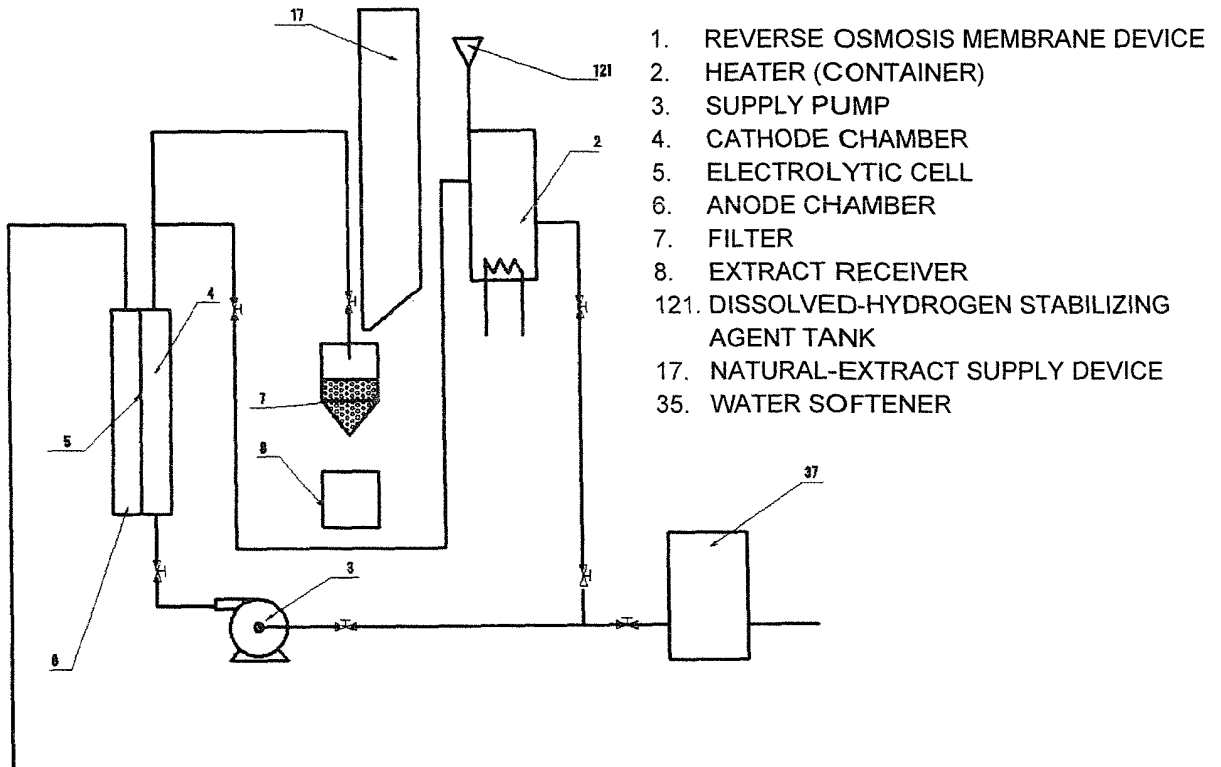 17
121
2
4
5
7
8
37
3
6
1. REVERSE OSMOSIS MEMBRANE DEVICE
2. HEATER (CONTAINER)
3. SUPPLY PUMP
4. CATHODE CHAMBER
5. ELECTROLYTIC CELL
6. ANODE CHAMBER
7. FILTER
8. EXTRACT RECEIVER
121. DISSOLVED-HYDROGEN STABILIZING
AGENT TANK
17. NATURAL-EXTRACT SUPPLY DEVICE
35. WATER SOFTENER